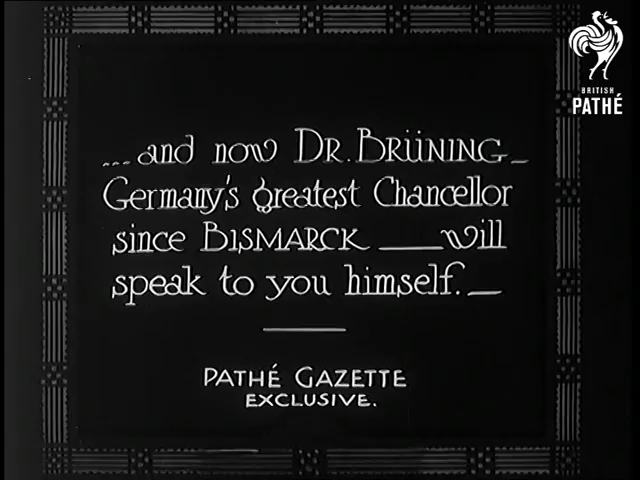 BRITISH
PATHÉ
...and now DR. BRÜNING_
Germany's greatest Chancellor
since BISMARCK ___ will
speak to you himself._
PATHÉ GAZETTE
EXCLUSIVE.